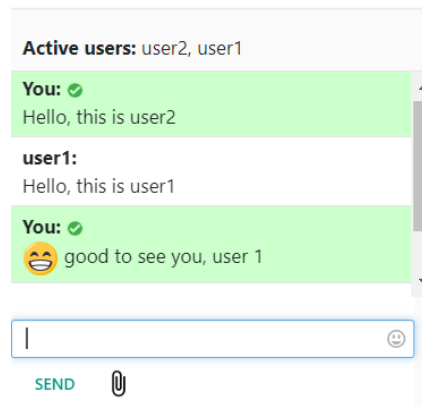 Active users: user2, user1
You:
Hello, this is user2
user1:
Hello, this is user1
You:
good to see you, user 1
SEND